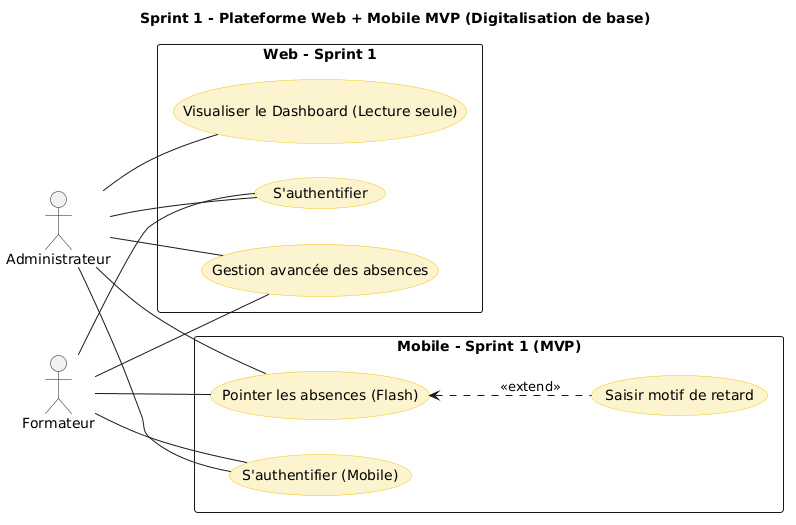 Sprint 1 - Plateforme Web + Mobile MVP (Digitalisation de base)
Web - Sprint 1
Visualiser le Dashboard (Lecture seule)
S'authentifier
Administrateur
Gestion avancée des absences
Mobile - Sprint 1 (MVP)
Pointer les absences (Flash)
«extend»
Saisir motif de retard
Formateur
S'authentifier (Mobile)